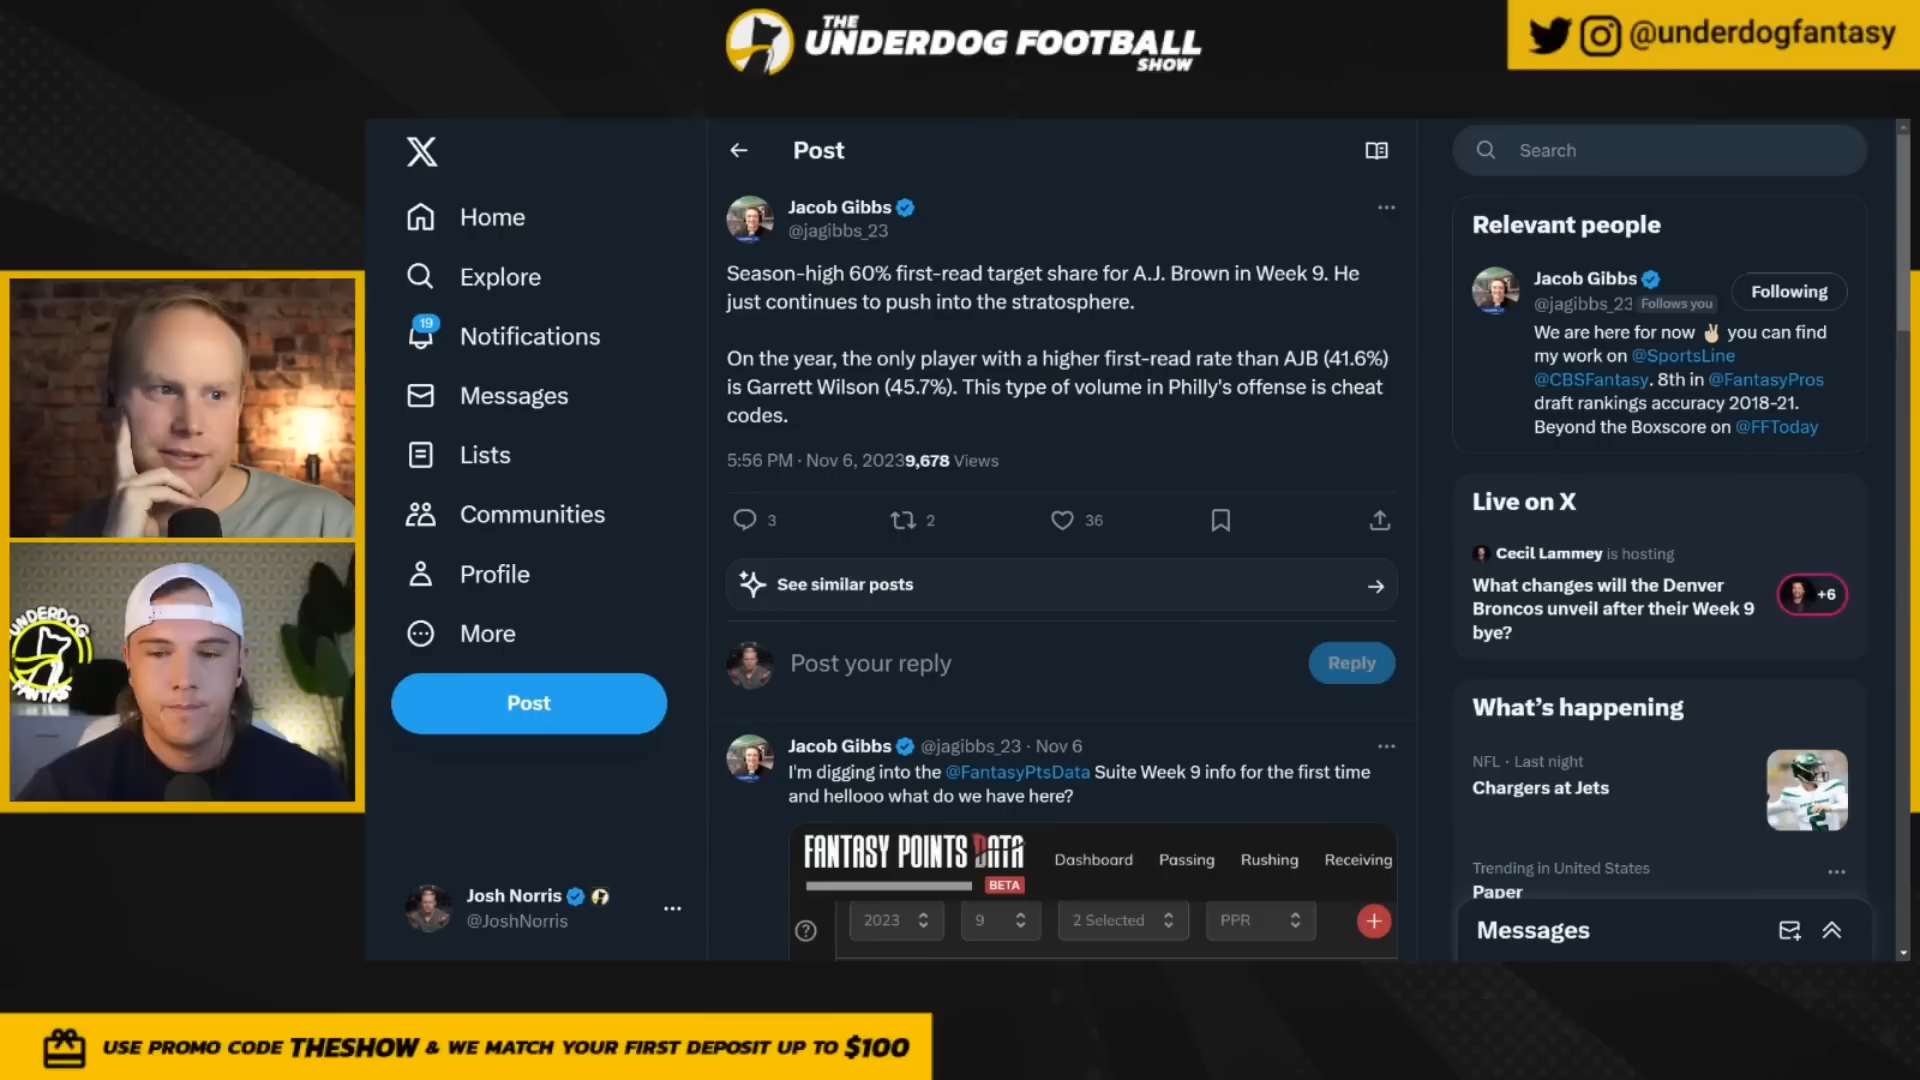 THE
UNDERDOG FOOTBALL
SHOW
@underdogfantasy
Home
Explore
19
Notifications
Messages
Lists
Communities
Profile
More
Post
Josh Norris
@JoshNorris
Post
Jacob Gibbs
@jagibbs_23
Season-high 60% first-read target share for A.J. Brown in Week 9. He
just continues to push into the stratosphere.
On the year, the only player with a higher first-read rate than AJB (41.6%)
is Garrett Wilson (45.7%). This type of volume in Philly's offense is cheat
codes.
5:56 PM · Nov 6, 20239,678 Views
3
2
36
See similar posts
Post your reply
Reply
Jacob Gibbs @jagibbs_23 · Nov 6
I'm digging into the @FantasyPtsData Suite Week 9 info for the first time
and hellooo what do we have here?
FANTASY POINTS DATA
BETA
Dashboard Passing Rushing Receiving
2023 9 2 Selected PPR
Search
Relevant people
Jacob Gibbs
@jagibbs_23 Follows you
Following
We are here for now ✌ you can find
my work on @SportsLine
@CBSFantasy. 8th in @FantasyPros
draft rankings accuracy 2018-21.
Beyond the Boxscore on @FFToday
Live on X
Cecil Lammey is hosting
What changes will the Denver
Broncos unveil after their Week 9
bye?
+6
What's happening
NFL · Last night
Chargers at Jets
Trending in United States
Paper
Messages
UNDERDOG
FANTAS
USE PROMO CODE THESHOW & WE MATCH YOUR FIRST DEPOSIT UP TO $100